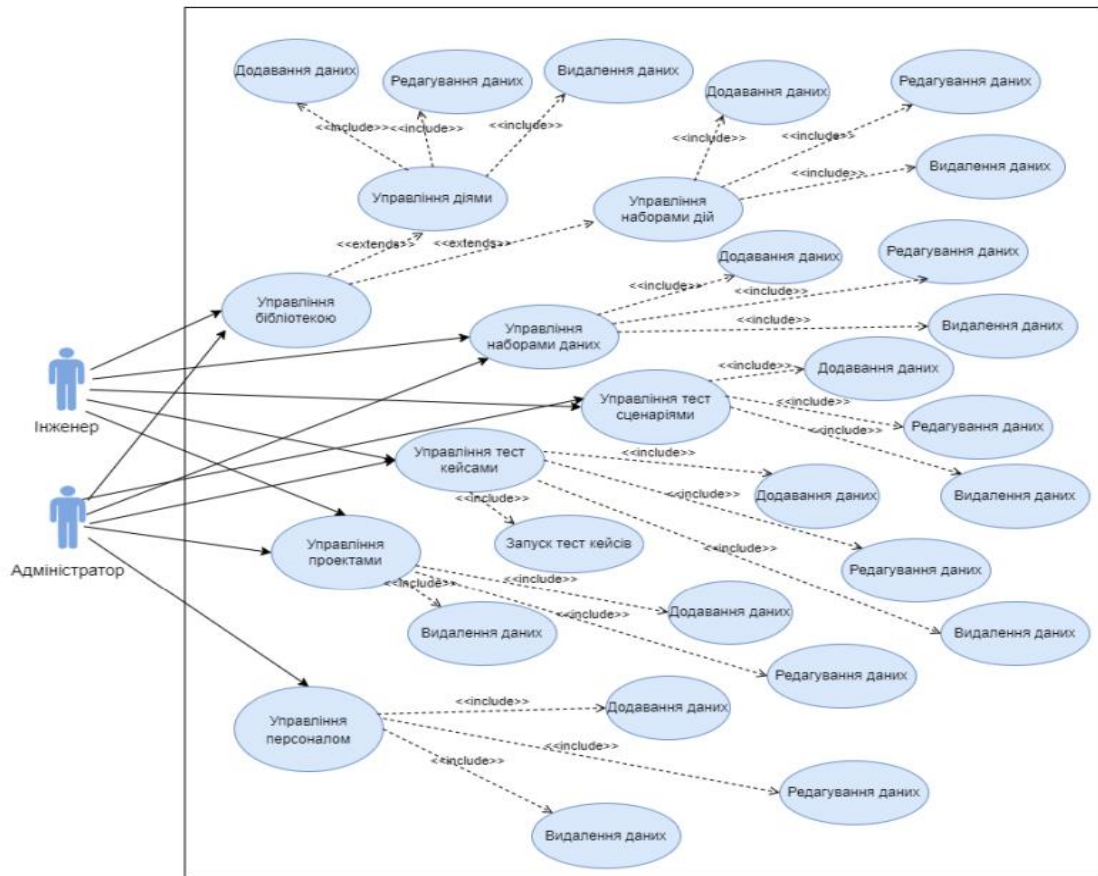 Додавання даних
Редагування даних
Видалення даних
Додавання даних
Редагування даних
<<include>>
<<include>>
<<include>>
<<include>>
<<include>>
Видалення даних
<<include>>
Управління діями
Управління
наборами дій
<<extends>>
<<extends>>
Додавання даних
Редагування даних
<<include>>
<<include>>
Управління
бібліотекою
Управління
наборами даних
<<include>>
Видалення даних
<<include>>
Додавання даних
Інженер
Управління тест
сценаріями
<<include>>
Редагування даних
<<include>>
Управління тест
кейсами
<<include>>
Додавання даних
Видалення даних
<<include>>
<<include>>
Запуск тест кейсів
<<include>>
Адміністратор
Управління
проектами
Редагування даних
<<include>>
<<include>>
Додавання даних
<<include>>
Видалення даних
Видалення даних
Редагування даних
<<include>>
Додавання даних
Управління
персоналом
<<include>>
<<include>>
Редагування даних
Видалення даних